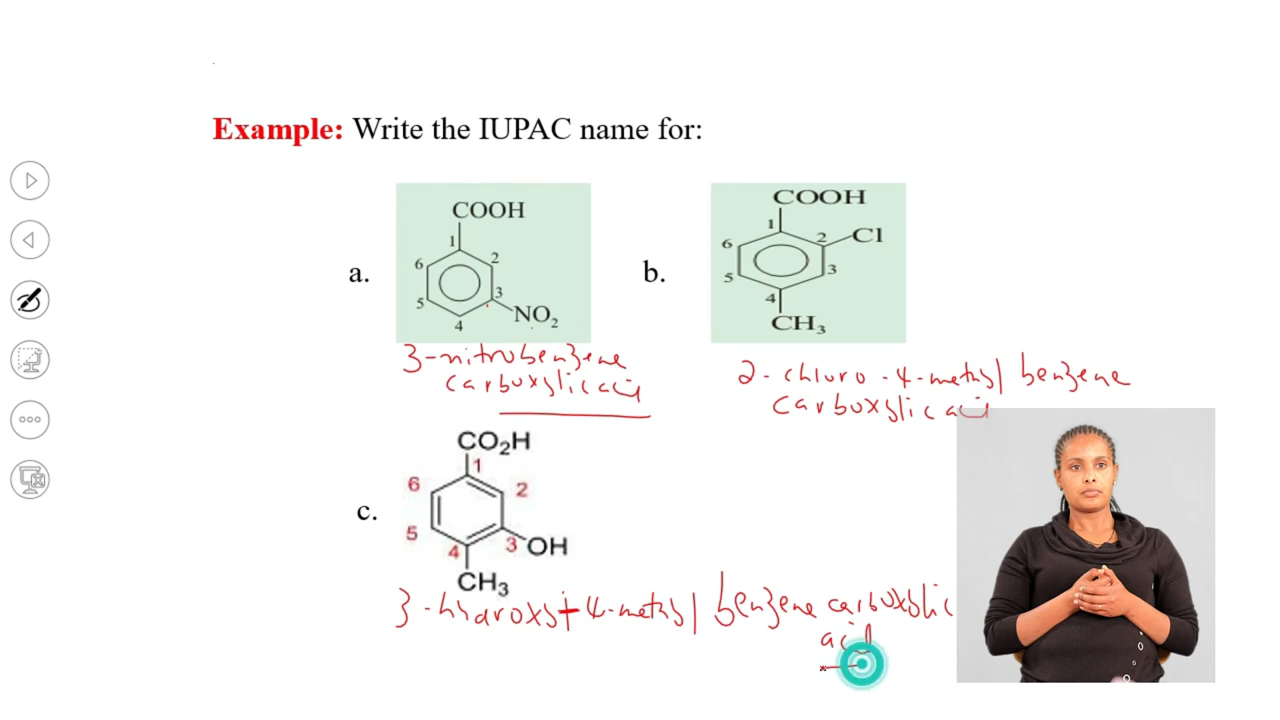 Example: Write the IUPAC name for:
a.
COOH
1
2
3
4
5
6
NO2
3-nitrobenzene
carboxylic acid
b.
COOH
1
2
3
4
5
6
Cl
CH3
2-chloro-4-methyl benzene
carboxylic acid
c.
CO2H
1
2
3
4
5
6
OH
CH3
3-hydroxy-4-methyl benzene carboxylic
acid